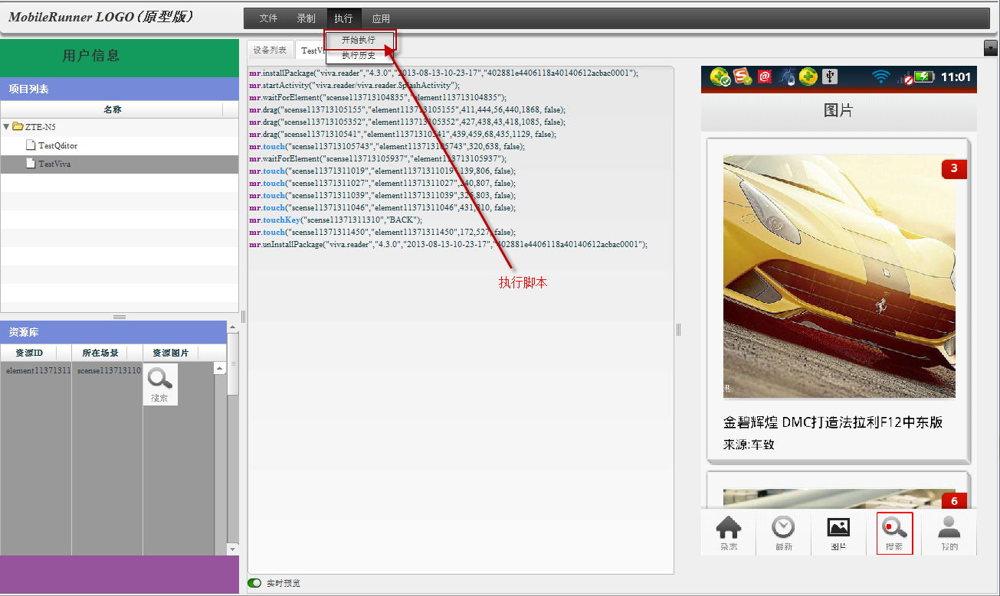 MobileRunner LOGO(原型版)
文件 录制 执行 应用
开始执行
执行历史
用户信息
项目列表
名称
ZTE-N5
TestQditor
TestViva
资源库
资源ID 所在场景 资源图片
element11371311 scense113713110
搜索
设备列表 TestVi
mr.installPackage("viva.reader","4.3.0","2013-08-13-10-23-17","402881e4406118a40140612acbac0001");
mr.startActivity("viva.reader/viva.reader.SplashActivity");
mr.waitForElement("scense113713104835","element113713104835");
mr.drag("scense113713105155","element113713105155",411,444,56,440,1868, false);
mr.drag("scense113713105352","element113713105352",427,438,43,418,1085, false);
mr.drag("scense11371310541","element11371310541",439,459,68,435,1129, false);
mr.touch("scense113713105743","element113713105743",320,638, false);
mr.waitForElement("scense113713105937","element113713105937");
mr.touch("scense11371311019","element11371311019",139,806, false);
mr.touch("scense11371311027","element11371311027",240,807, false);
mr.touch("scense11371311039","element11371311039",326,803, false);
mr.touch("scense11371311046","element11371311046",431,810, false);
mr.touchKey("scense11371311310","BACK");
mr.touch("scense11371311450","element11371311450",172,527, false);
mr.unInstallPackage("viva.reader","4.3.0","2013-08-13-10-23-17","402881e4406118a40140612acbac0001");
执行脚本
实时预览
11:01
图片
3
金碧辉煌 DMC打造法拉利F12中东版
来源:车致
6
杂志 最新 图片 搜索 我的